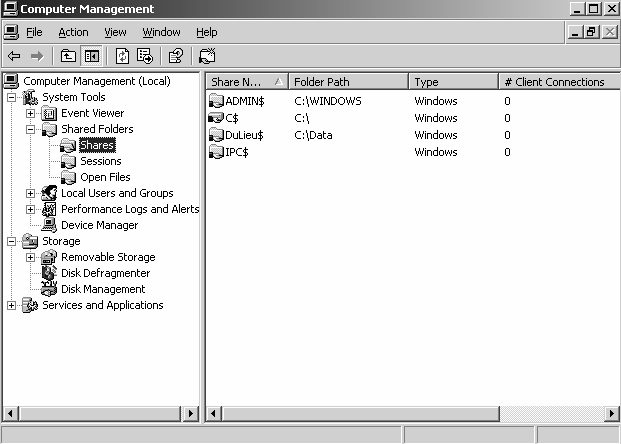 Computer Management
File Action View Window Help
Computer Management (Local)
System Tools
Event Viewer
Shared Folders
Shares
Sessions
Open Files
Local Users and Groups
Performance Logs and Alerts
Device Manager
Storage
Removable Storage
Disk Defragmenter
Disk Management
Services and Applications
Share N... Folder Path Type # Client Connections
ADMIN$ C:\WINDOWS Windows 0
C$ C:\ Windows 0
DuLieu$ C:\Data Windows 0
IPC$ Windows 0